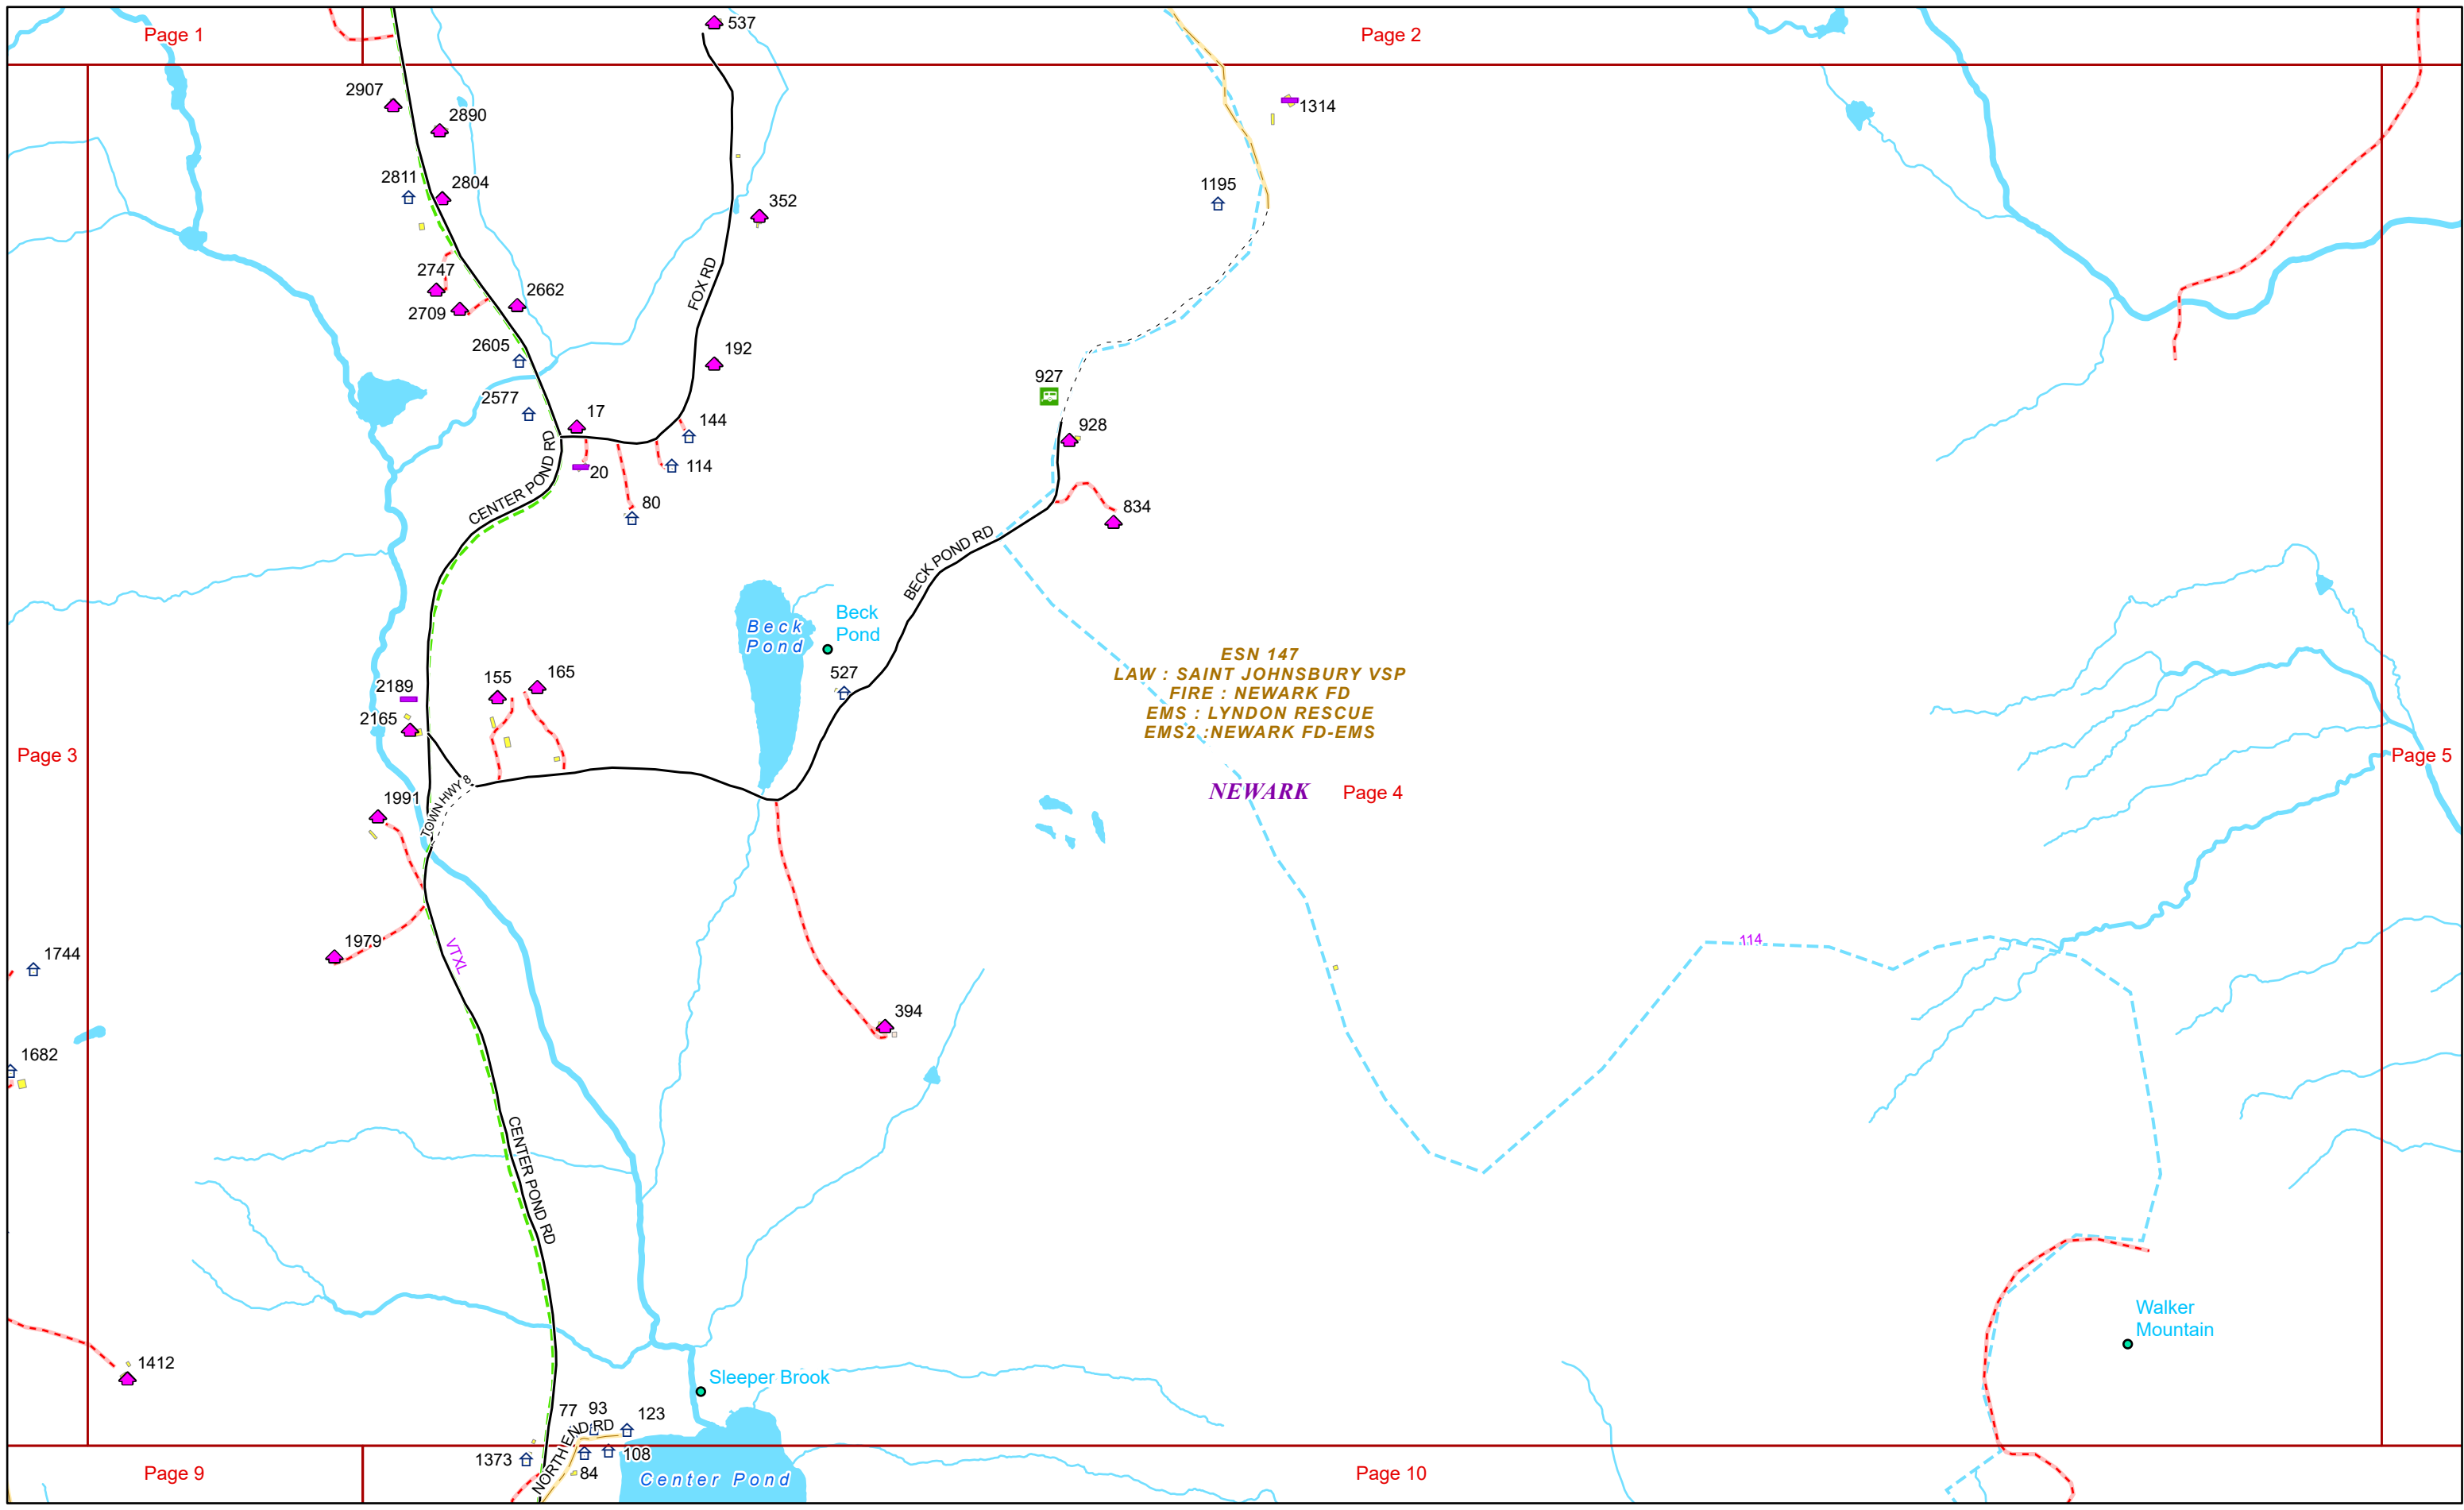 Page 1
Page 2
537
2907
2890
1314
2811
2804
1195
352
2747
2662
2709
FOX RD
2605
192
927
2577
17
144
928
CENTER POND RD
20
114
80
834
BECK POND RD
Beck
Pond
Beck
Pond
ESN 147
LAW : SAINT JOHNSBURY VSP
FIRE : NEWARK FD
EMS : LYNDON RESCUE
EMS2 :NEWARK FD-EMS
527
155
165
2189
2165
Page 3
Page 5
TOWN HWY 8
NEWARK
Page 4
1991
1979
VTXL
114
1744
394
1682
CENTER POND RD
Walker
Mountain
1412
Sleeper Brook
77
93
123
NORTH END RD
1373
108
84
Page 9
Center Pond
Page 10